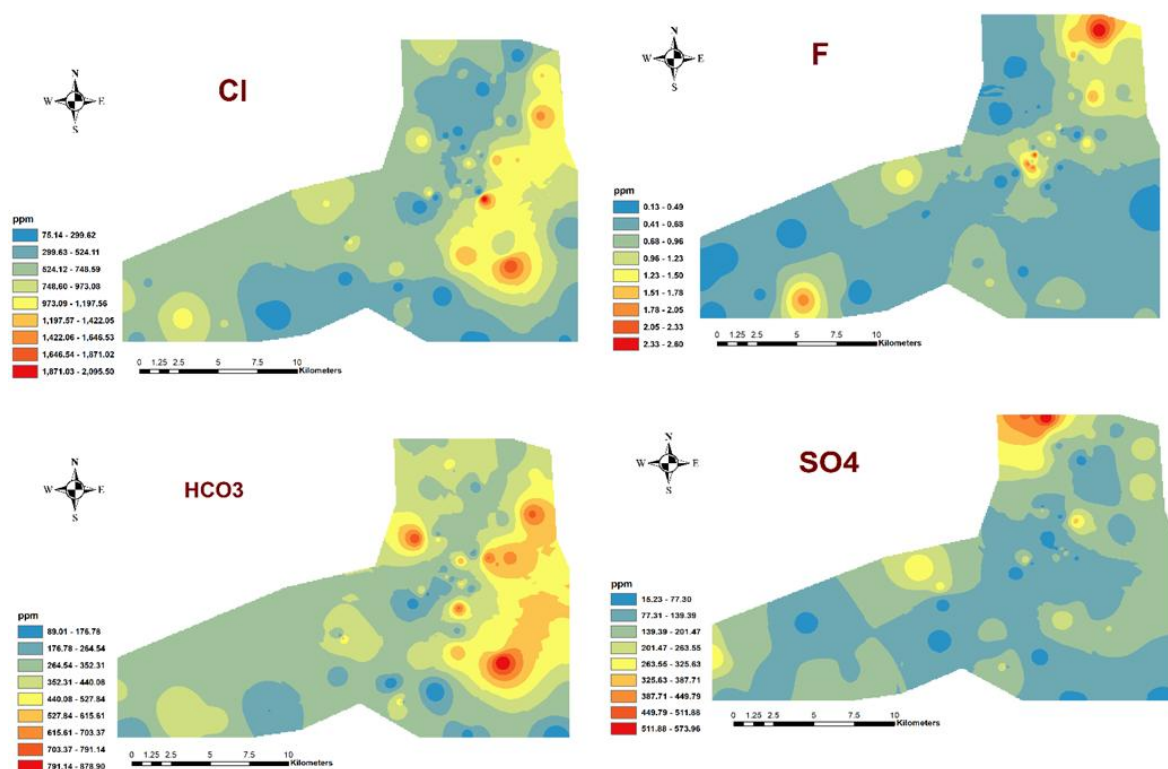 Cl
N
W E
S
ppm
75.14 - 299.62
299.63 - 524.11
524.12 - 748.59
748.60 - 973.08
973.09 - 1,197.56
1,197.57 - 1,422.05
1,422.06 - 1,646.53
1,646.54 - 1,871.02
1,871.03 - 2,095.50
0 1.25 2.5 5 7.5 10
Kilometers
F
N
W E
S
ppm
0.13 - 0.49
0.41 - 0.68
0.68 - 0.96
0.96 - 1.23
1.23 - 1.50
1.51 - 1.78
1.78 - 2.05
2.05 - 2.33
2.33 - 2.60
0 1.25 2.5 5 7.5 10
Kilometers
HCO3
N
W E
S
ppm
89.01 - 176.78
176.78 - 264.54
264.54 - 352.31
352.31 - 440.08
440.08 - 527.84
527.84 - 615.61
615.61 - 703.37
703.37 - 791.14
791.14 - 878.90
0 1.25 2.5 5 7.5 10
Kilometers
SO4
N
W E
S
ppm
15.23 - 77.30
77.31 - 139.39
139.39 - 201.47
201.47 - 263.55
263.55 - 325.63
325.63 - 387.71
387.71 - 449.79
449.79 - 511.88
511.88 - 573.96
0 1.25 2.5 5 7.5 10
Kilometers